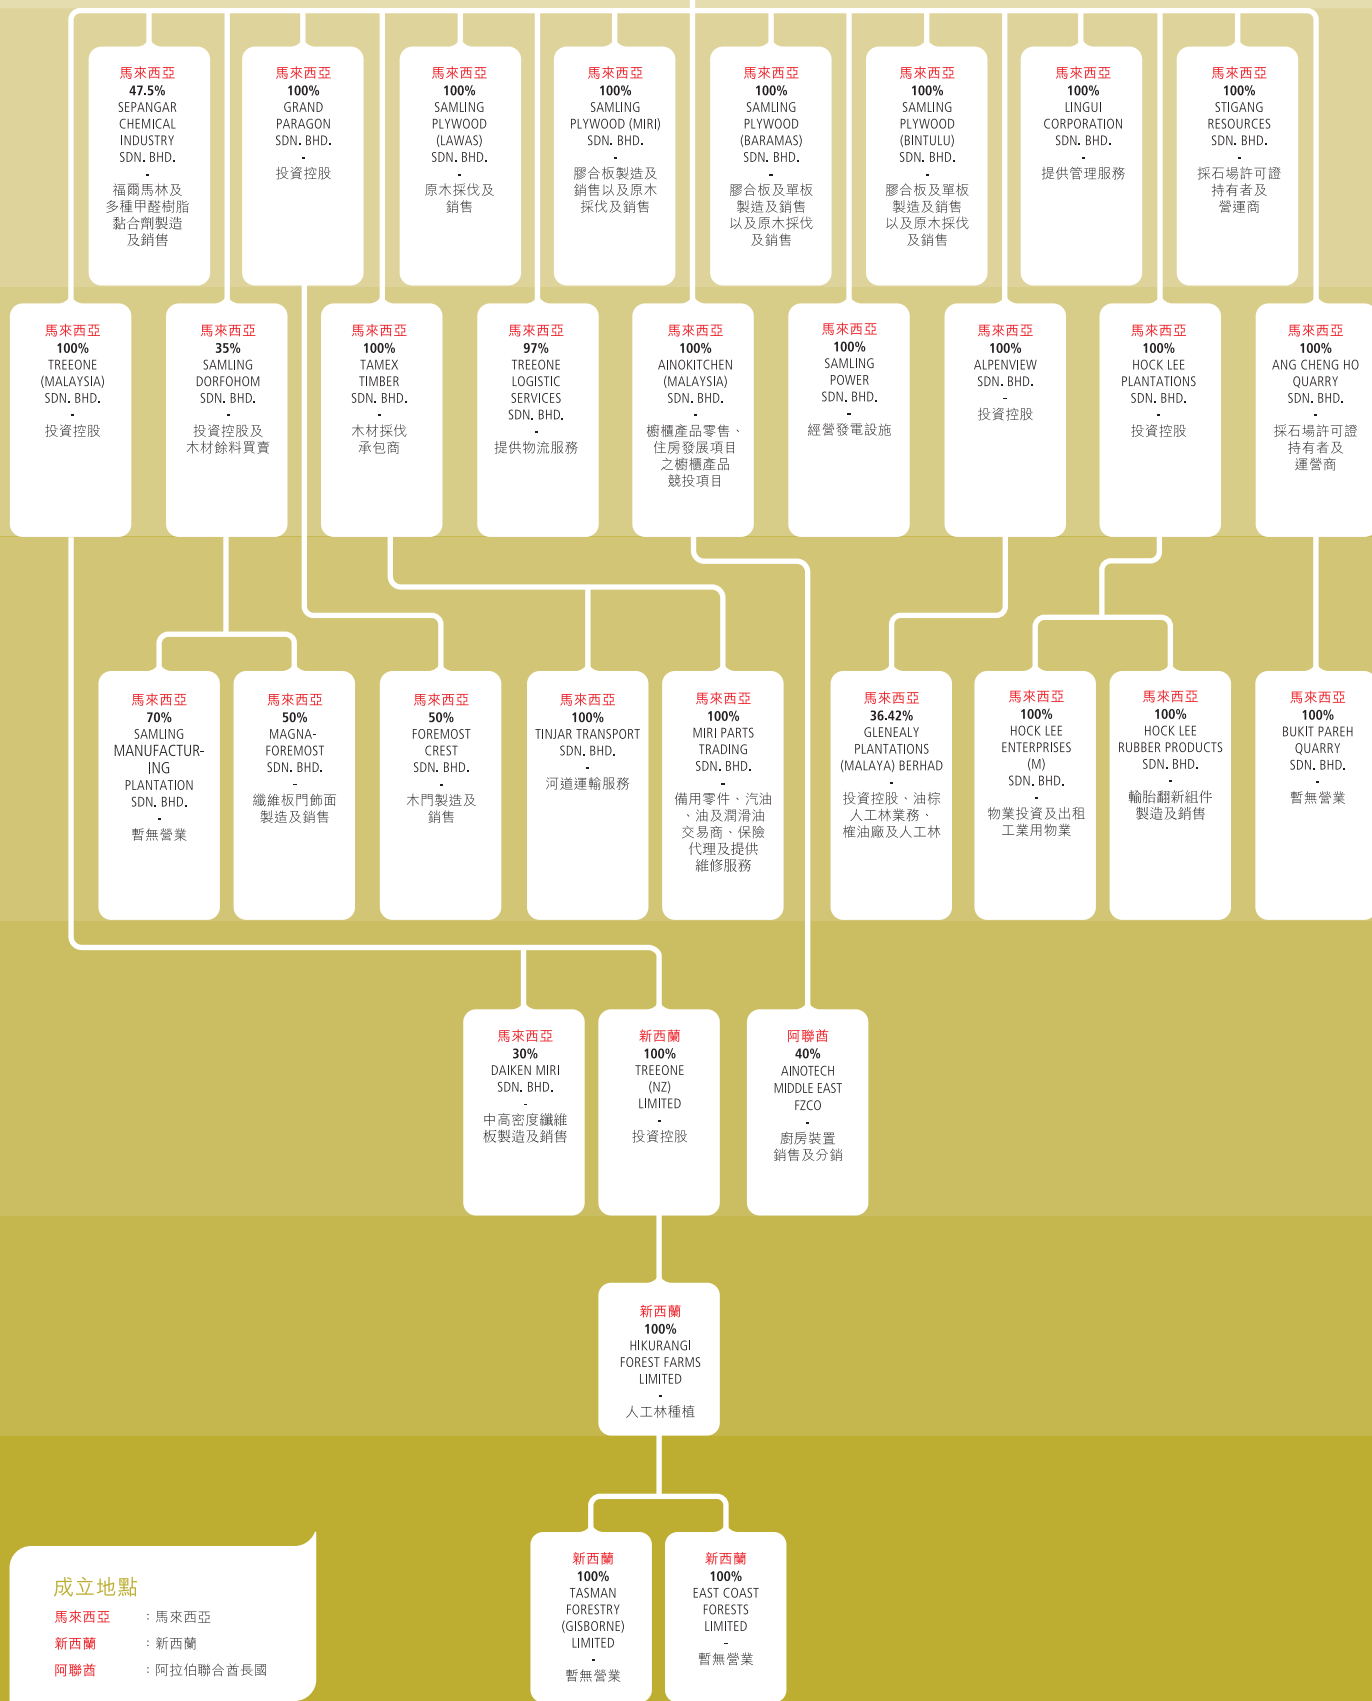 馬來西亞
47.5%
SEPANGAR
CHEMICAL
INDUSTRY
SDN. BHD.
-
福爾馬林及
多種甲醛樹脂
黏合劑製造
及銷售
馬來西亞
100%
GRAND
PARAGON
SDN. BHD.
-
投資控股
馬來西亞
100%
SAMLING
PLYWOOD
(LAWAS)
SDN. BHD.
-
原木採伐及
銷售
馬來西亞
100%
SAMLING
PLYWOOD (MIRI)
SDN. BHD.
-
膠合板製造及
銷售以及原木
採伐及銷售
馬來西亞
100%
SAMLING
PLYWOOD
(BARAMAS)
SDN. BHD.
-
膠合板及單板
製造及銷售
以及原木採伐
及銷售
馬來西亞
100%
SAMLING
PLYWOOD
(BINTULU)
SDN. BHD.
-
膠合板及單板
製造及銷售
以及原木採伐
及銷售
馬來西亞
100%
LINGUI
CORPORATION
SDN. BHD.
-
提供管理服務
馬來西亞
100%
STIGANG
RESOURCES
SDN. BHD.
-
採石場許可證
持有者及
營運商
馬來西亞
100%
TREEONE
(MALAYSIA)
SDN. BHD.
-
投資控股
馬來西亞
35%
SAMLING
DORFOHOM
SDN. BHD.
-
投資控股及
木材餘料買賣
馬來西亞
100%
TAMEX
TIMBER
SDN. BHD.
-
木材採伐
承包商
馬來西亞
97%
TREEONE
LOGISTIC
SERVICES
SDN. BHD.
-
提供物流服務
馬來西亞
100%
AINOKITCHEN
(MALAYSIA)
SDN. BHD.
-
櫥櫃產品零售、
住房發展項目
之櫥櫃產品
競投項目
馬來西亞
100%
SAMLING
POWER
SDN. BHD.
-
經營發電設施
馬來西亞
100%
ALPENVIEW
SDN. BHD.
-
投資控股
馬來西亞
100%
HOCK LEE
PLANTATIONS
SDN. BHD.
-
投資控股
馬來西亞
100%
ANG CHENG HO
QUARRY
SDN. BHD.
-
採石場許可證
持有者及
運營商
馬來西亞
70%
SAMLING
MANUFACTUR-
ING
PLANTATION
SDN. BHD.
-
暫無營業
馬來西亞
50%
MAGNA-
FOREMOST
SDN. BHD.
-
纖維板門飾面
製造及銷售
馬來西亞
50%
FOREMOST
CREST
SDN. BHD.
-
木門製造及
銷售
馬來西亞
100%
TINJAR TRANSPORT
SDN. BHD.
-
河道運輸服務
馬來西亞
100%
MIRI PARTS
TRADING
SDN. BHD.
-
備用零件、汽油
、油及潤滑油
交易商、保險
代理及提供
維修服務
馬來西亞
36.42%
GLENEALY
PLANTATIONS
(MALAYA) BERHAD
-
投資控股、油棕
人工林業務、
榷油廠及人工林
馬來西亞
100%
HOCK LEE
ENTERPRISES
(M)
SDN. BHD.
-
物業投資及出租
工業用物業
馬來西亞
100%
HOCK LEE
RUBBER PRODUCTS
SDN. BHD.
-
輪胎翻新組件
製造及銷售
馬來西亞
100%
BUKIT PAREH
QUARRY
SDN. BHD.
-
暫無營業
馬來西亞
30%
DAIKEN MIRI
SDN. BHD.
-
中高密度纖維
板製造及銷售
新西蘭
100%
TREEONE
(NZ)
LIMITED
-
投資控股
阿聯酋
40%
AINOTECH
MIDDLE EAST
FZCO
-
廚房裝置
銷售及分銷
新西蘭
100%
HIKURANGI
FOREST FARMS
LIMITED
-
人工林種植
新西蘭
100%
TASMAN
FORESTRY
(GISBORNE)
LIMITED
-
暫無營業
新西蘭
100%
EAST COAST
FORESTS
LIMITED
-
暫無營業
成立地點
馬來西亞 : 馬來西亞
新西蘭 : 新西蘭
阿聯酋 : 阿拉伯聯合酋長國